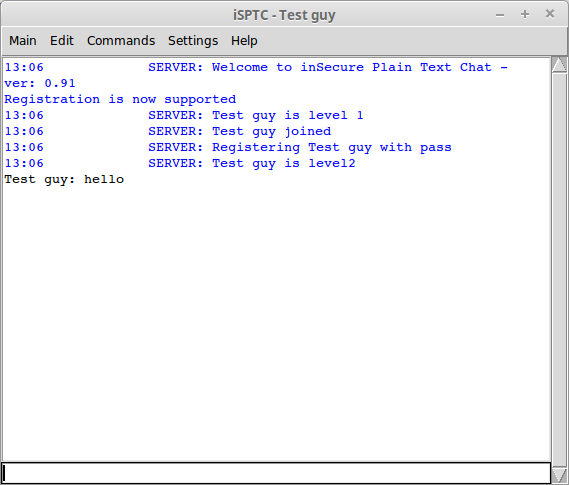 iSPTC - Test guy
Main Edit Commands Settings Help
13:06 SERVER: Welcome to inSecure Plain Text Chat -
ver: 0.91
Registration is now supported
13:06 SERVER: Test guy is level 1
13:06 SERVER: Test guy joined
13:06 SERVER: Registering Test guy with pass
13:06 SERVER: Test guy is level2
Test guy: hello